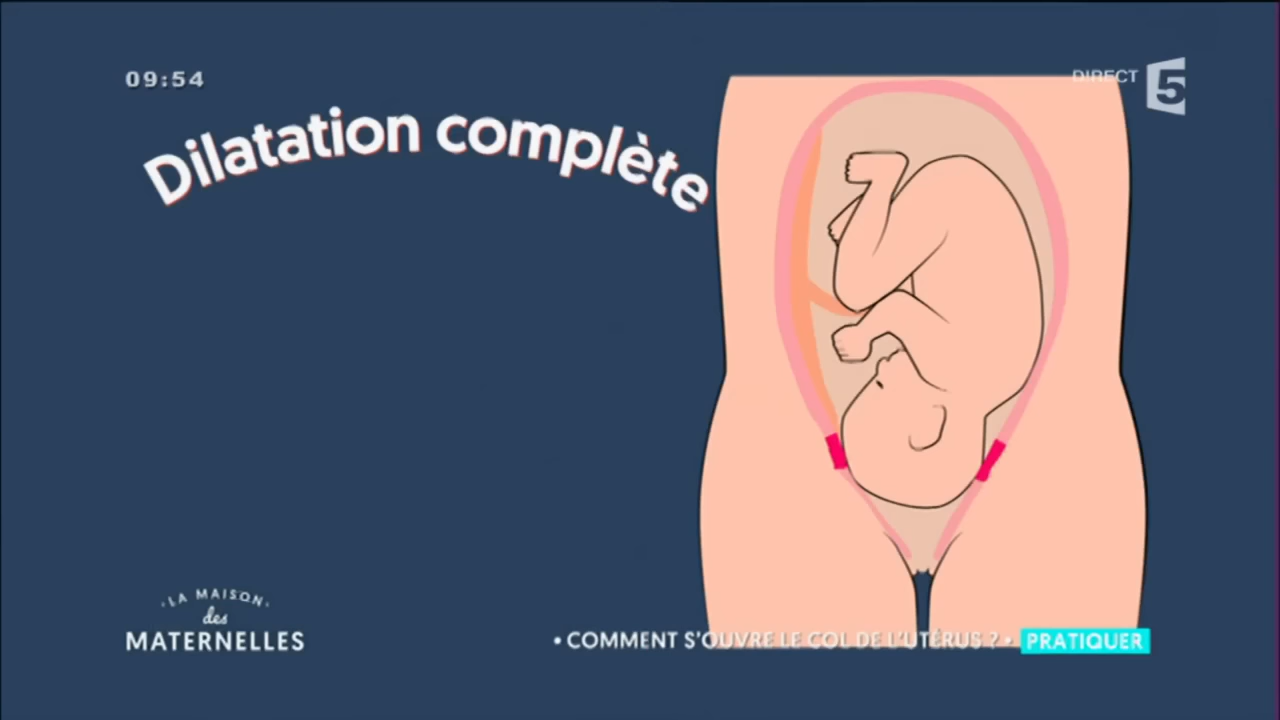 09:54
DIRECT 5
Dilatation complète
· LA MAISON ·
des
MATERNELLES
• COMMENT S'OUVRE LE COL DE L'UTÉRUS ? • PRATIQUER